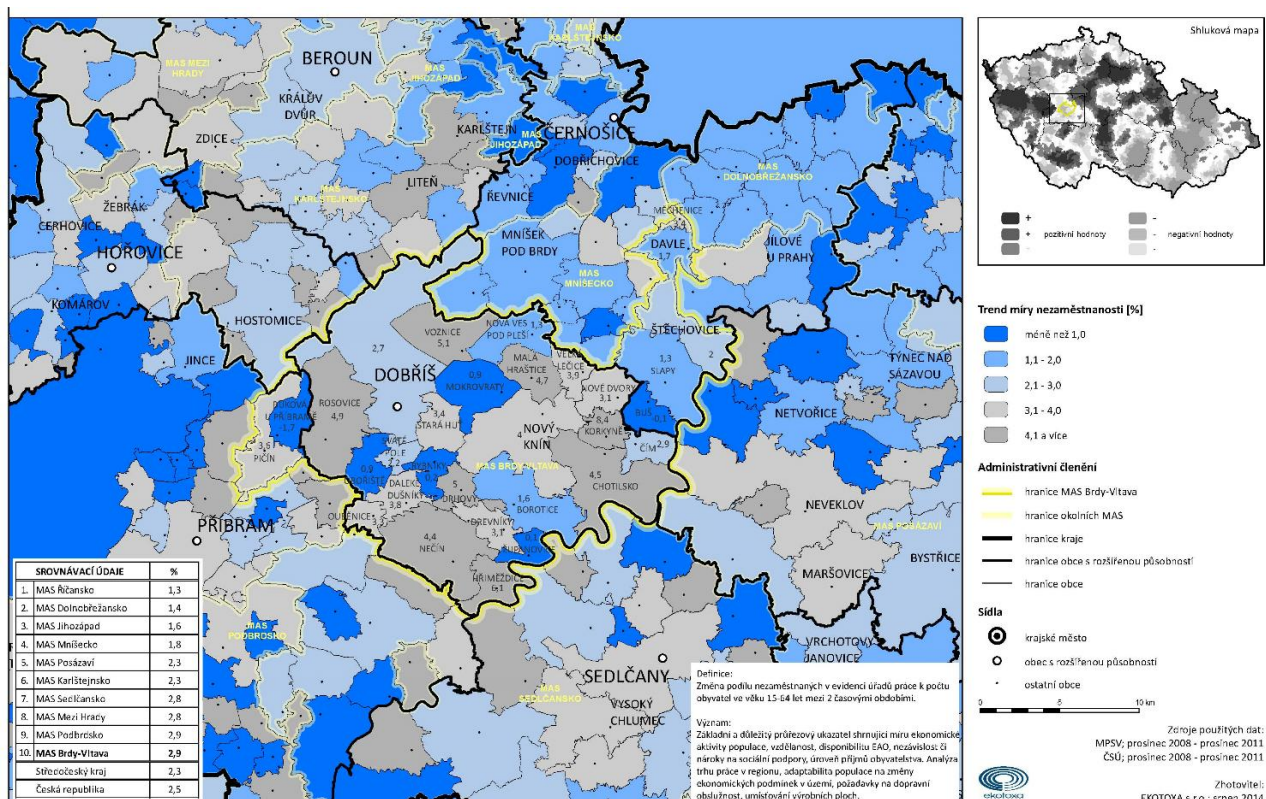 BEROUN
MAS MEZI
HRADY
MAS
JIHOZÁPAD
MAS
KARLŠTEJNSKO
KRÁLŮV
DVŮR
ZDICE
KARLŠTEJN
MAS
JIHOZÁPAD
ČERNOŠICE
DOBŘICHOVICE
MAS
DOLNOBŘEŽANSKO
LITEŇ
MAS
KARLŠTEJNSKO
ŘEVNICE
ŽEBRÁK
CERHOVICE
HOŘOVICE
KOMÁROV
HOSTOMICE
JINCE
MNÍŠEK
POD BRDY
MAS
MNÍŠECKO
MĚCHENICE
DAVLE
1,7
JÍLOVÉ
U PRAHY
ŠTĚCHOVICE
2
TÝNEC NAD
SÁZAVOU
VOZNICE
5,1
NOVÁ VES
POD PLEŠÍ
1,3
2,7
DOBŘÍŠ
MALÁ
HRAŠTICE
4,7
VELKÁ
LEČICE
3,9
1,3
SLAPY
0,9
MOKROVRATY
NOVÉ DVORY
3,1
ROSOVICE
4,9
3,4
STARÁ HUŤ
NOVÝ
KNÍN
4
8,4
KORKYNĚ
BUŠ
-0,1
NETVOŘICE
U PŘÍBRAMĚ
-1,7
3,5
PIČÍN
SVATÉ
POLE
ČÍM
2,9
0,9
OBOŘIŠTĚ
RYBNÍKY
DALEKÉ
DUŠNÍKY
3,8
5
DRHOVY
MAS BRDY-VLTAVA
1,6
BOROTICE
4,5
CHOTILSKO
NEVEKLOV
OUBĚNICE
DREVNÍKY
3,1
0,1
ŽUPANOVICE
4,4
NEČÍN
HŘIMĚŽDICE
6,1
PŘÍBRAM
MAS POSÁZAVÍ
BYSTŘICE
MARŠOVICE
MAS
PODBRDSKO
MAS
SEDLČANSKO
SEDLČANY
VYSOKÝ
CHLUMEC
VRCHOTOVY
JANOVICE
SROVNÁVACÍ ÚDAJE %
1. MAS Říčansko 1,3
2. MAS Dolnobřežansko 1,4
3. MAS Jihozápad 1,6
4. MAS Mníšecko 1,8
5. MAS Posázaví 2,3
6. MAS Karlštejnsko 2,3
7. MAS Sedlčansko 2,8
8. MAS Mezi Hrady 2,8
9. MAS Podbrdsko 2,9
10. MAS Brdy-Vltava 2,9
Středočeský kraj 2,3
Česká republika 2,5
Definice:
Změna podílu nezaměstnaných v evidenci úřadů práce k počtu
obyvatel ve věku 15-64 let mezi 2 časovými obdobími.
Význam:
Základní a důležitý průřezový ukazatel shrnující míru ekonomické
aktivity populace, vzdělanost, disponibilitu EAO, nezávislost či
nároky na sociální podpory, úroveň příjmů obyvatelstva. Analýza
trhu práce v regionu, adaptabilita populace na změny
ekonomických podmínek v území, požadavky na dopravní
obslužnost, umísťování výrobních ploch.
Shluková mapa
+ -
+ pozitivní hodnoty - negativní hodnoty
- -
Trend míry nezaměstnanosti [%]
méně než 1,0
1,1 - 2,0
2,1 - 3,0
3,1 - 4,0
4,1 a více
Administrativní členění
hranice MAS Brdy-Vltava
hranice okolních MAS
hranice kraje
hranice obce s rozšířenou působností
hranice obce
Sídla
krajské město
obec s rozšířenou působností
ostatní obce
0 5 10 km
Zdroje použitých dat:
MPSV; prosinec 2008 - prosinec 2011
ČSÚ; prosinec 2008 - prosinec 2011
ekotoxa
Zhotovitel:
EKOTOXA s.r.o.; srpen 2014